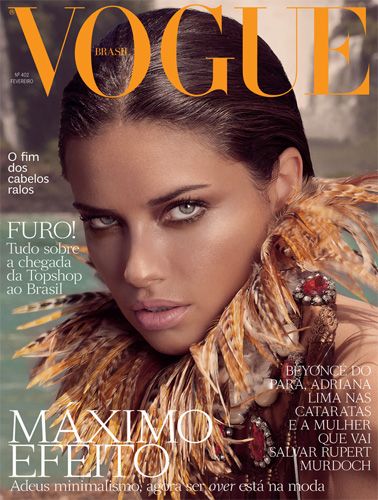 VOGUE
BRASIL
Nº 402
FEVEREIRO
O fim
dos
cabelos
ralos
FURO!
Tudo sobre
a chegada
da Topshop
ao Brasil
BEYONCÉ DO
PARÁ, ADRIANA
LIMA NAS
CATARATAS
E A MULHER
QUE VAI
SALVAR RUPERT
MURDOCH
MÁXIMO
EFEITO
Adeus minimalismo, agora ser over está na moda